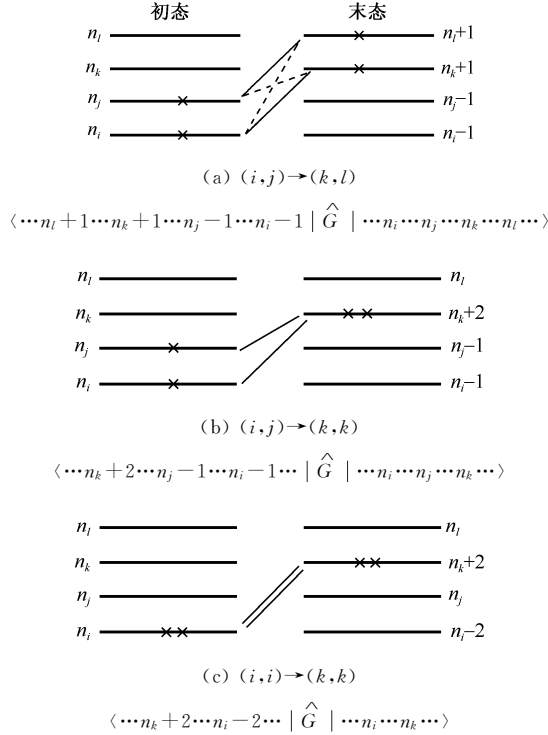 初态 末态
n_l n_l+1
n_k n_k+1
n_j n_j−1
n_i n_i−1
(a) (i,j)→(k,l)
⟨⋯n_l+1⋯n_k+1⋯n_j−1⋯n_i−1|Ĝ|⋯n_i⋯n_j⋯n_k⋯n_l⋯⟩
n_l n_l
n_k n_k+2
n_j n_j−1
n_i n_i−1
(b) (i,j)→(k,k)
⟨⋯n_k+2⋯n_j−1⋯n_i−1⋯|Ĝ|⋯n_i⋯n_j⋯n_k⋯⟩
n_l n_l
n_k n_k+2
n_j n_j
n_i n_i−2
(c) (i,i)→(k,k)
⟨⋯n_k+2⋯n_i−2⋯|Ĝ|⋯n_i⋯n_k⋯⟩